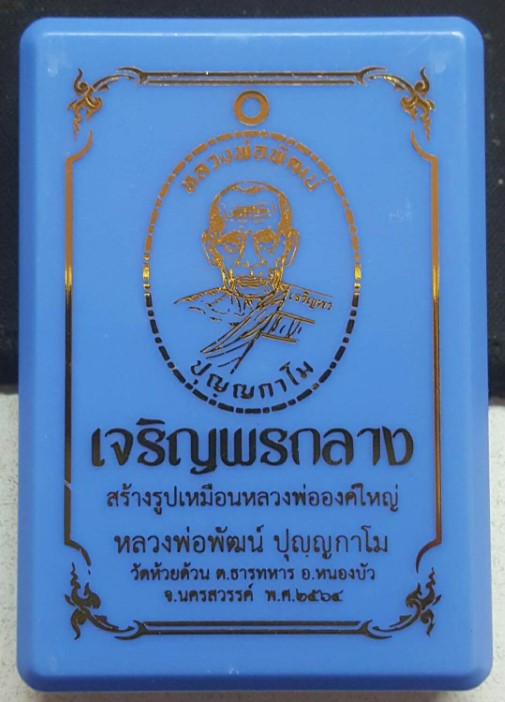 หลวงพ่อพัฒน์
เจริญพร
ปุญฺญกาโม
เจริญพรกลาง
สร้างรูปเหมือนหลวงพ่อองค์ใหญ่
หลวงพ่อพัฒน์ ปุญฺญกาโม
วัดห้วยด้วน ต.ธารทหาร อ.หนองบัว
จ.นครสวรรค์ พ.ศ.๒๕๖๔